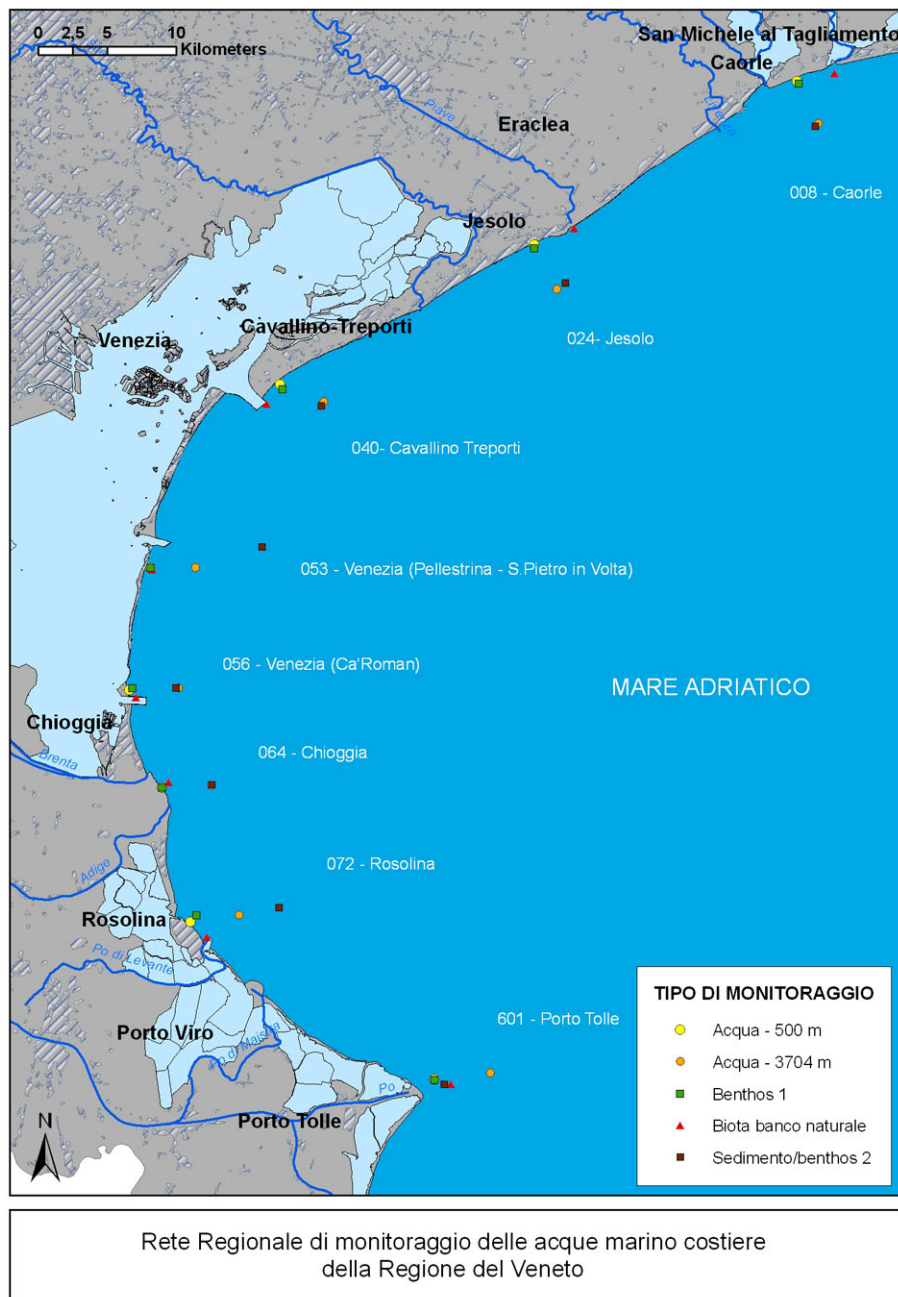 0 2,5 5 10
Kilometers
San Michele al Tagliamento
Caorle
Piave
Eraclea
008 - Caorle
Jesolo
024- Jesolo
Cavallino-Treporti
Venezia
040- Cavallino Treporti
053 - Venezia (Pellestrina - S.Pietro in Volta)
056 - Venezia (Ca'Roman)
MARE ADRIATICO
Chioggia
Brenta
064 - Chioggia
Adige
072 - Rosolina
Rosolina
Po di Levante
601 - Porto Tolle
Porto Viro
Po di Maistra
Po
Porto Tolle
N
TIPO DI MONITORAGGIO
Acqua - 500 m
Acqua - 3704 m
Benthos 1
Biota banco naturale
Sedimento/benthos 2
Rete Regionale di monitoraggio delle acque marino costiere
della Regione del Veneto